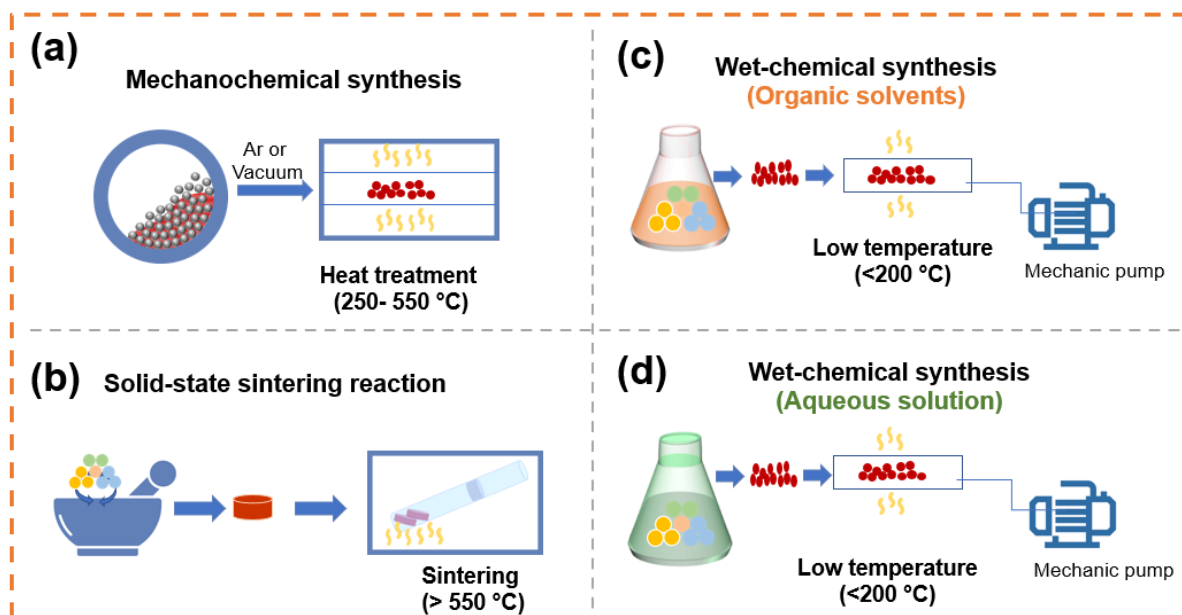 (a)
Mechanochemical synthesis
Ar or
Vacuum
Heat treatment
(250- 550 °C)
(b)
Solid-state sintering reaction
Sintering
(> 550 °C)
(c)
Wet-chemical synthesis
(Organic solvents)
Low temperature
(<200 °C)
Mechanic pump
(d)
Wet-chemical synthesis
(Aqueous solution)
Low temperature
(<200 °C)
Mechanic pump